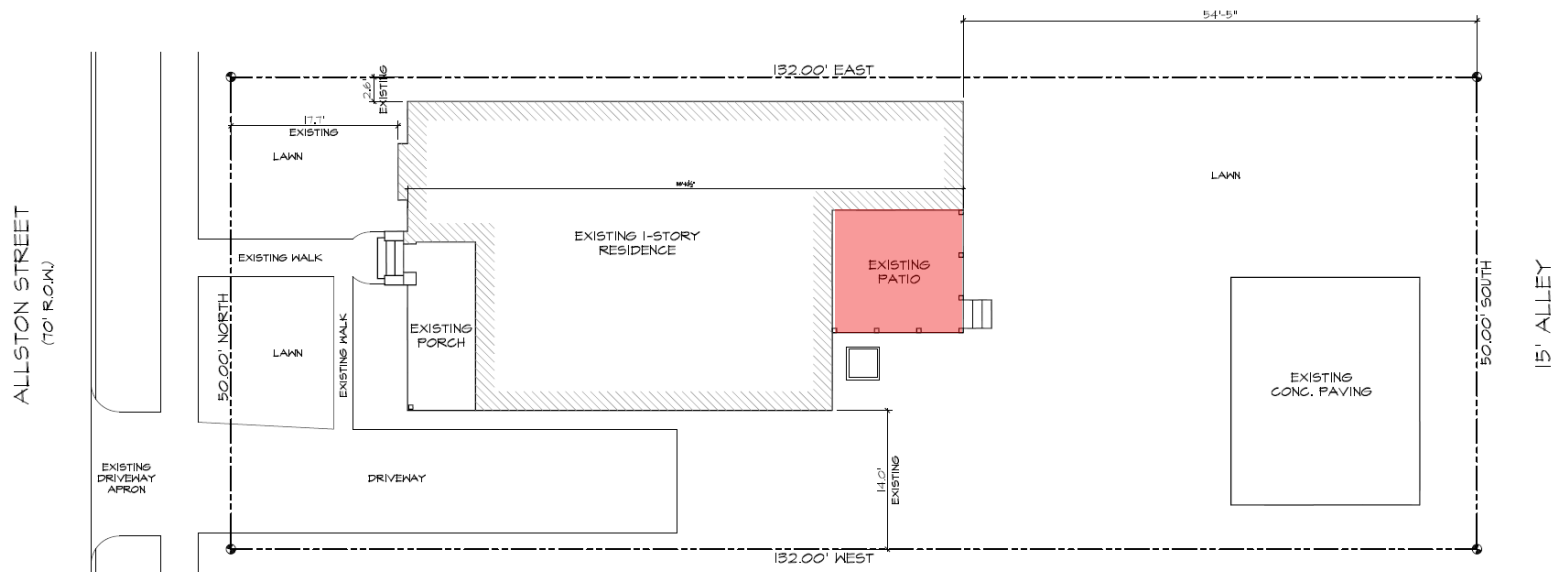 54'-5"
132.00' EAST
2.6'
EXISTING
17.7'
EXISTING
LAWN
LAWN
EXISTING 1-STORY
RESIDENCE
ALLSTON STREET
(70' R.O.W.)
EXISTING WALK
EXISTING
PATIO
50.00' NORTH
LAWN
EXISTING WALK
EXISTING
PORCH
50.00' SOUTH
15' ALLEY
EXISTING
CONC. PAVING
EXISTING
DRIVEWAY
APRON
DRIVEWAY
14.0'
EXISTING
132.00' WEST